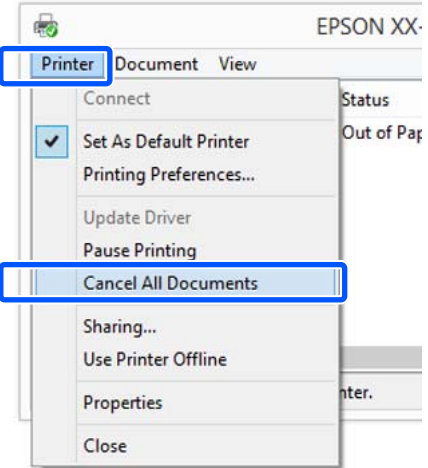 EPSON XX-
Printer Document View
Connect
Status
Set As Default Printer
Out of Pap
Printing Preferences...
Update Driver
Pause Printing
Cancel All Documents
Sharing...
Use Printer Offline
Properties
nter.
Close